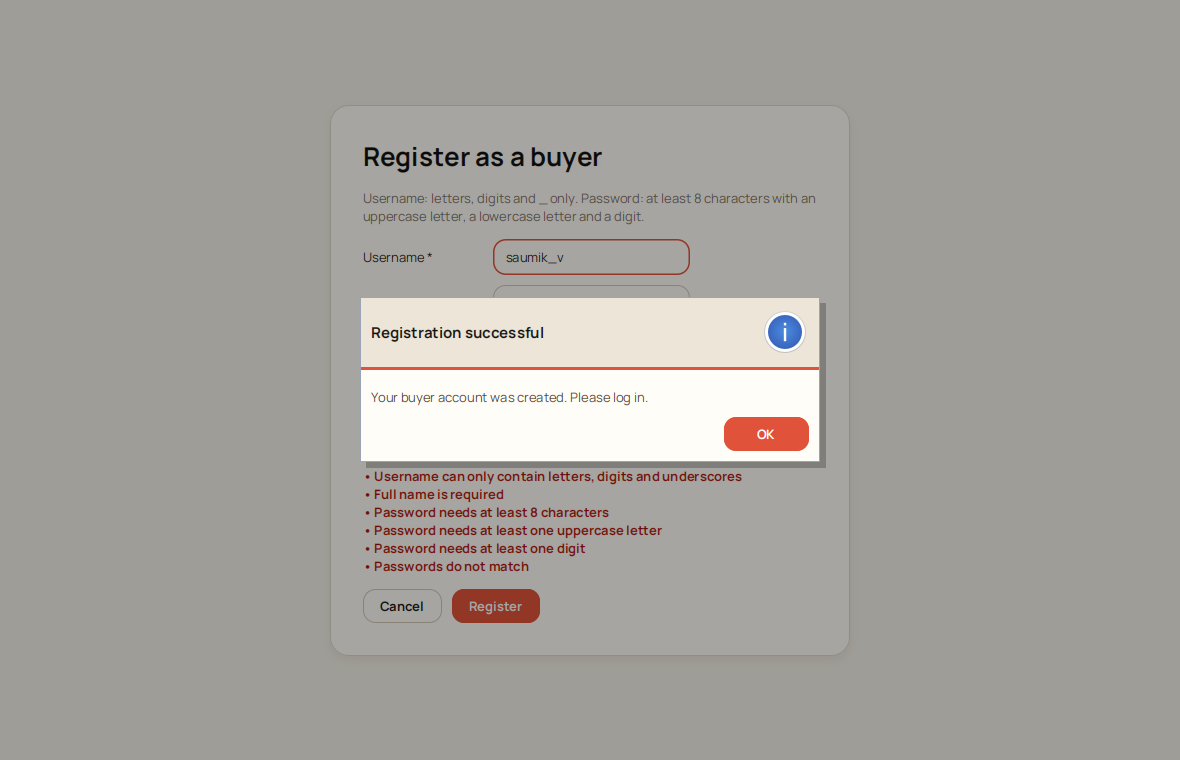 Register as a buyer
Username: letters, digits and _ only. Password: at least 8 characters with an
uppercase letter, a lowercase letter and a digit.
Username *
saumik_v
Registration successful
Your buyer account was created. Please log in.
OK
• Username can only contain letters, digits and underscores
• Full name is required
• Password needs at least 8 characters
• Password needs at least one uppercase letter
• Password needs at least one digit
• Passwords do not match
Cancel
Register